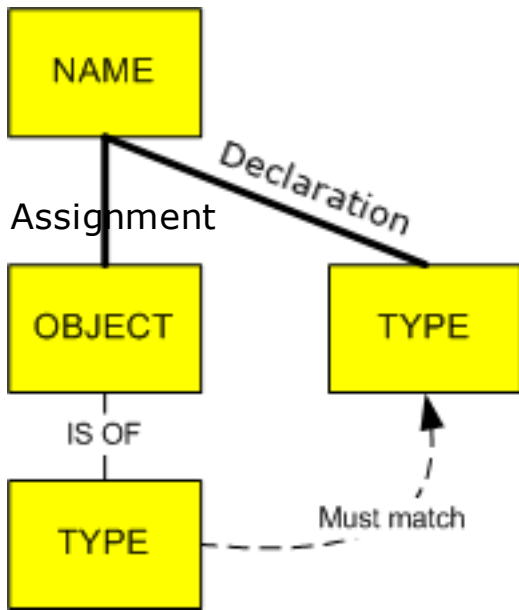 NAME
Declaration
Assignment
OBJECT
TYPE
IS OF
TYPE
Must match